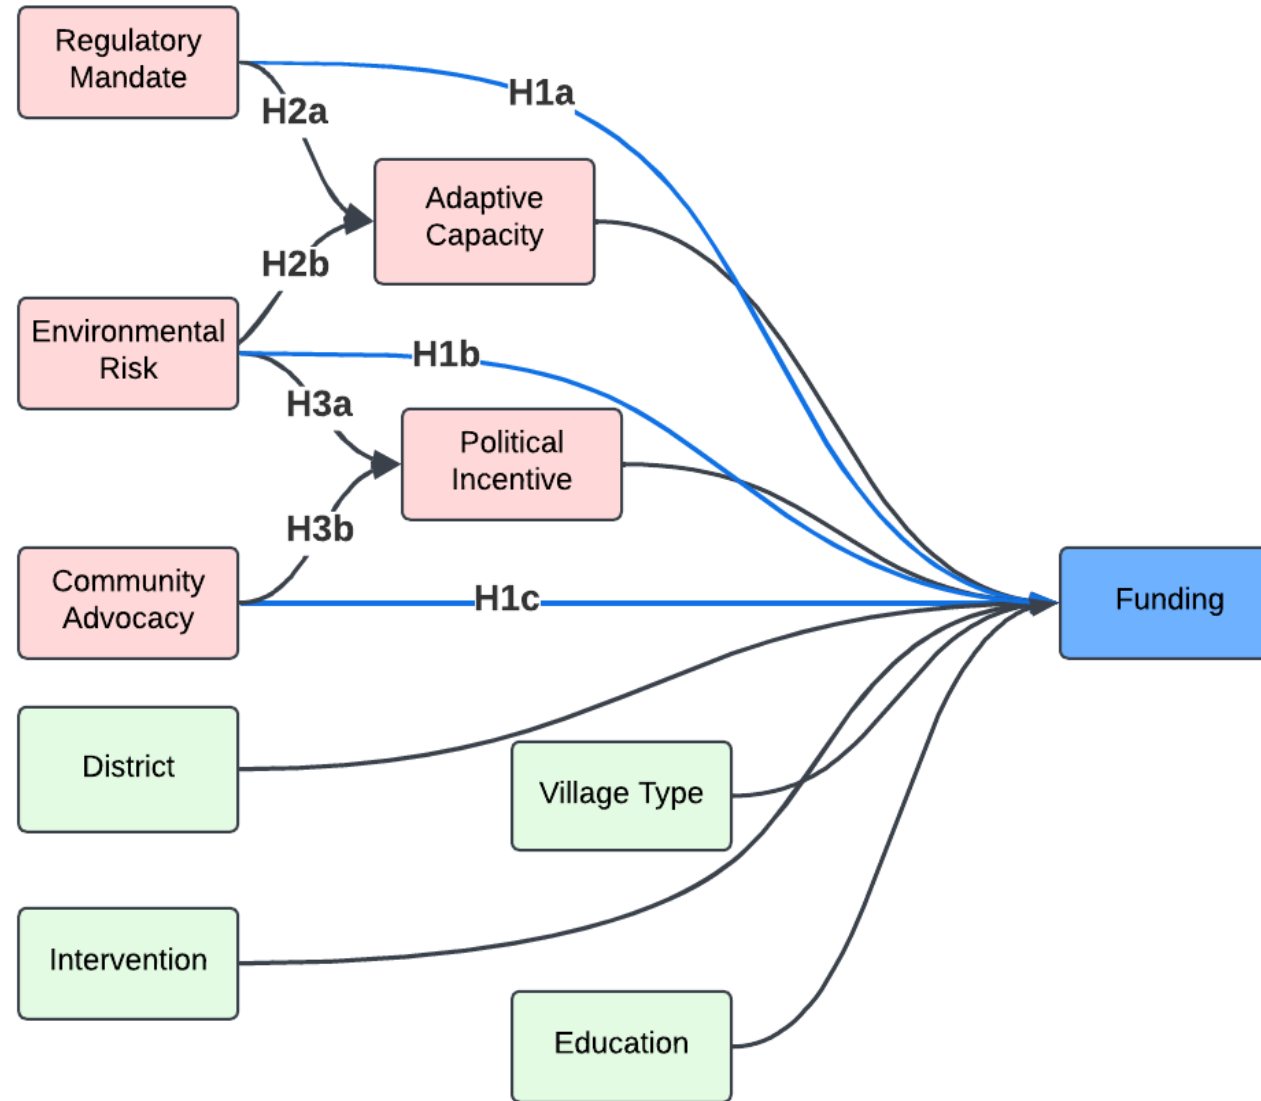 Regulatory
Mandate
H1a
H2a
Adaptive
Capacity
H2b
Environmental
Risk
H1b
H3a
Political
Incentive
H3b
Community
Advocacy
H1c
Funding
District
Village Type
Intervention
Education